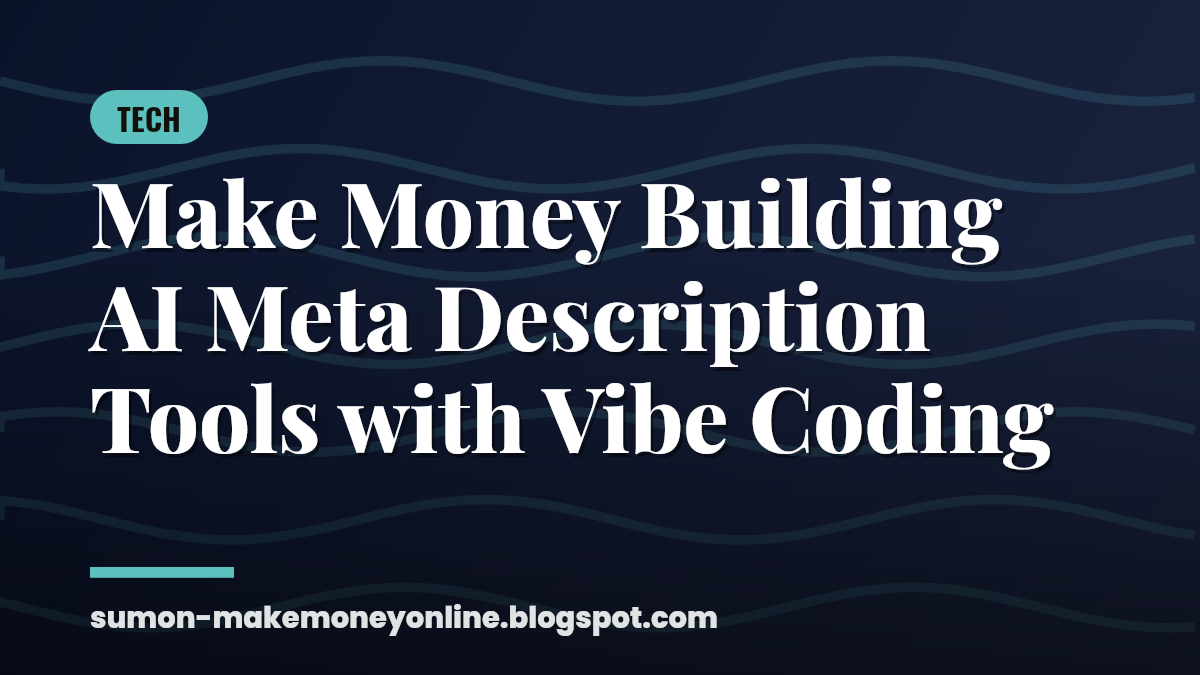 TECH
Make Money Building
AI Meta Description
Tools with Vibe Coding
sumon-makemoneyonline.blogspot.com